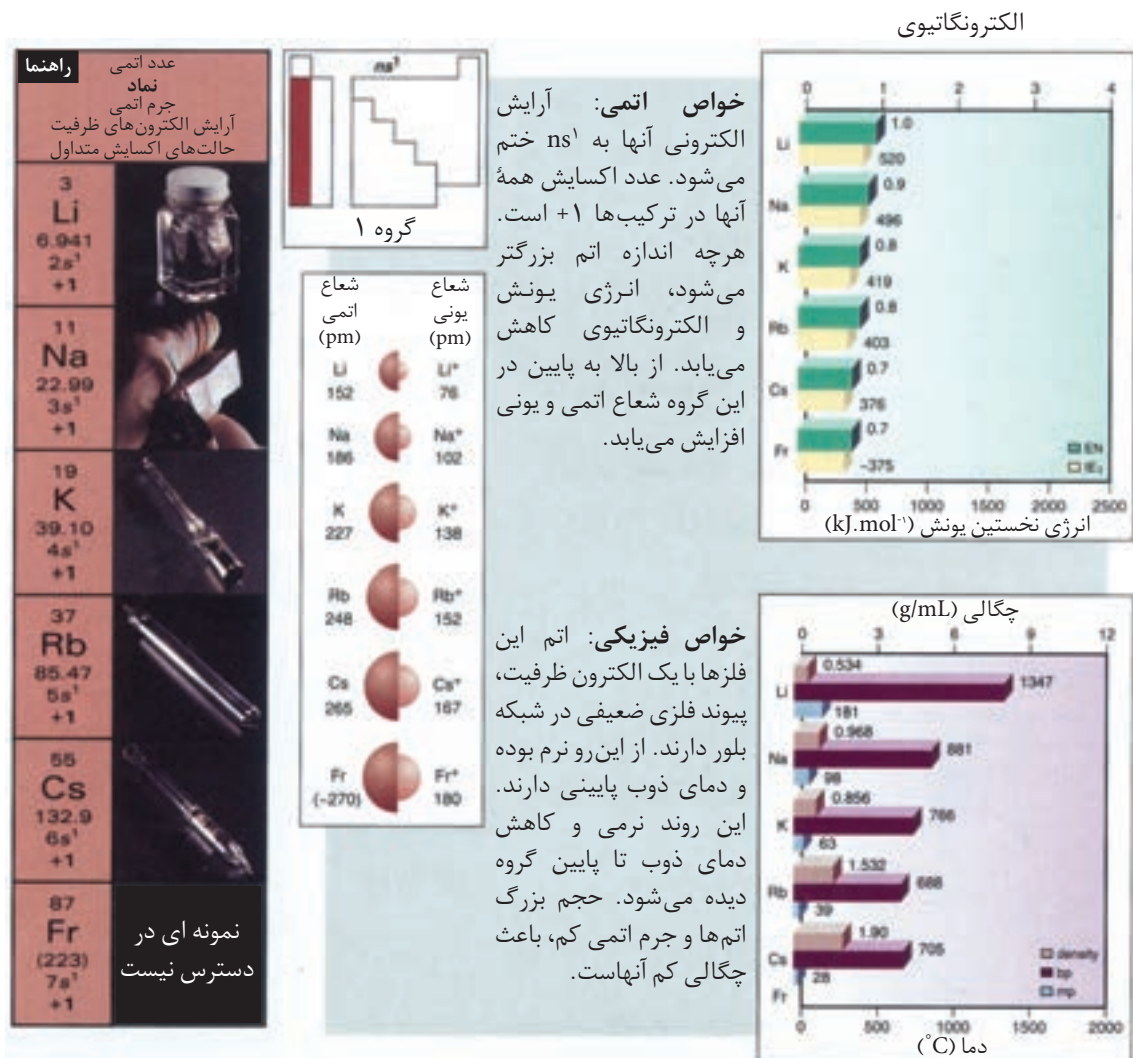 الکترونگاتیوی
راهنما
عدد اتمی
نماد
جرم اتمی
آرایش الکترون‌های ظرفیت
حالت‌های اکسایش متداول
3
Li
6.941
2s¹
+1
11
Na
22.99
3s¹
+1
19
K
39.10
4s¹
+1
37
Rb
85.47
5s¹
+1
55
Cs
132.9
6s¹
+1
87
Fr
(223)
7s¹
+1
نمونه ای در
دسترس نیست
ns¹
گروه ۱
شعاع اتمی (pm)
شعاع یونی (pm)
Li Li⁺
152 76
Na Na⁺
186 102
K K⁺
227 138
Rb Rb⁺
248 152
Cs Cs⁺
265 167
Fr Fr⁺
(~270) 180
خواص اتمی: آرایش
الکترونی آنها به ns¹ ختم
می‌شود. عدد اکسایش همهٔ
آنها در ترکیب‌ها ۱+ است.
هرچه اندازه اتم بزرگتر
می‌شود، انرژی یونش
و الکترونگاتیوی کاهش
می‌یابد. از بالا به پایین در
این گروه شعاع اتمی و یونی
افزایش می‌یابد.
0 1 2 3 4
Li 1.0
520
Na 0.9
496
K 0.8
419
Rb 0.8
403
Cs 0.7
376
Fr 0.7
~375
EN
IE₁
0 500 1000 1500 2000 2500
انرژی نخستین یونش (kJ.mol⁻¹)
خواص فیزیکی: اتم این
فلزها با یک الکترون ظرفیت،
پیوند فلزی ضعیفی در شبکه
بلور دارند. از این‌رو نرم بوده
و دمای ذوب پایینی دارند.
این روند نرمی و کاهش
دمای ذوب تا پایین گروه
دیده می‌شود. حجم بزرگ
اتم‌ها و جرم اتمی کم، باعث
چگالی کم آنهاست.
چگالی (g/mL)
0 3 6 9 12
0.534
Li 1347
181
0.968
Na 881
98
0.856
K 766
63
1.532
Rb 688
39
1.90
Cs 705
28
Fr
density
bp
mp
0 500 1000 1500 2000
دما (°C)